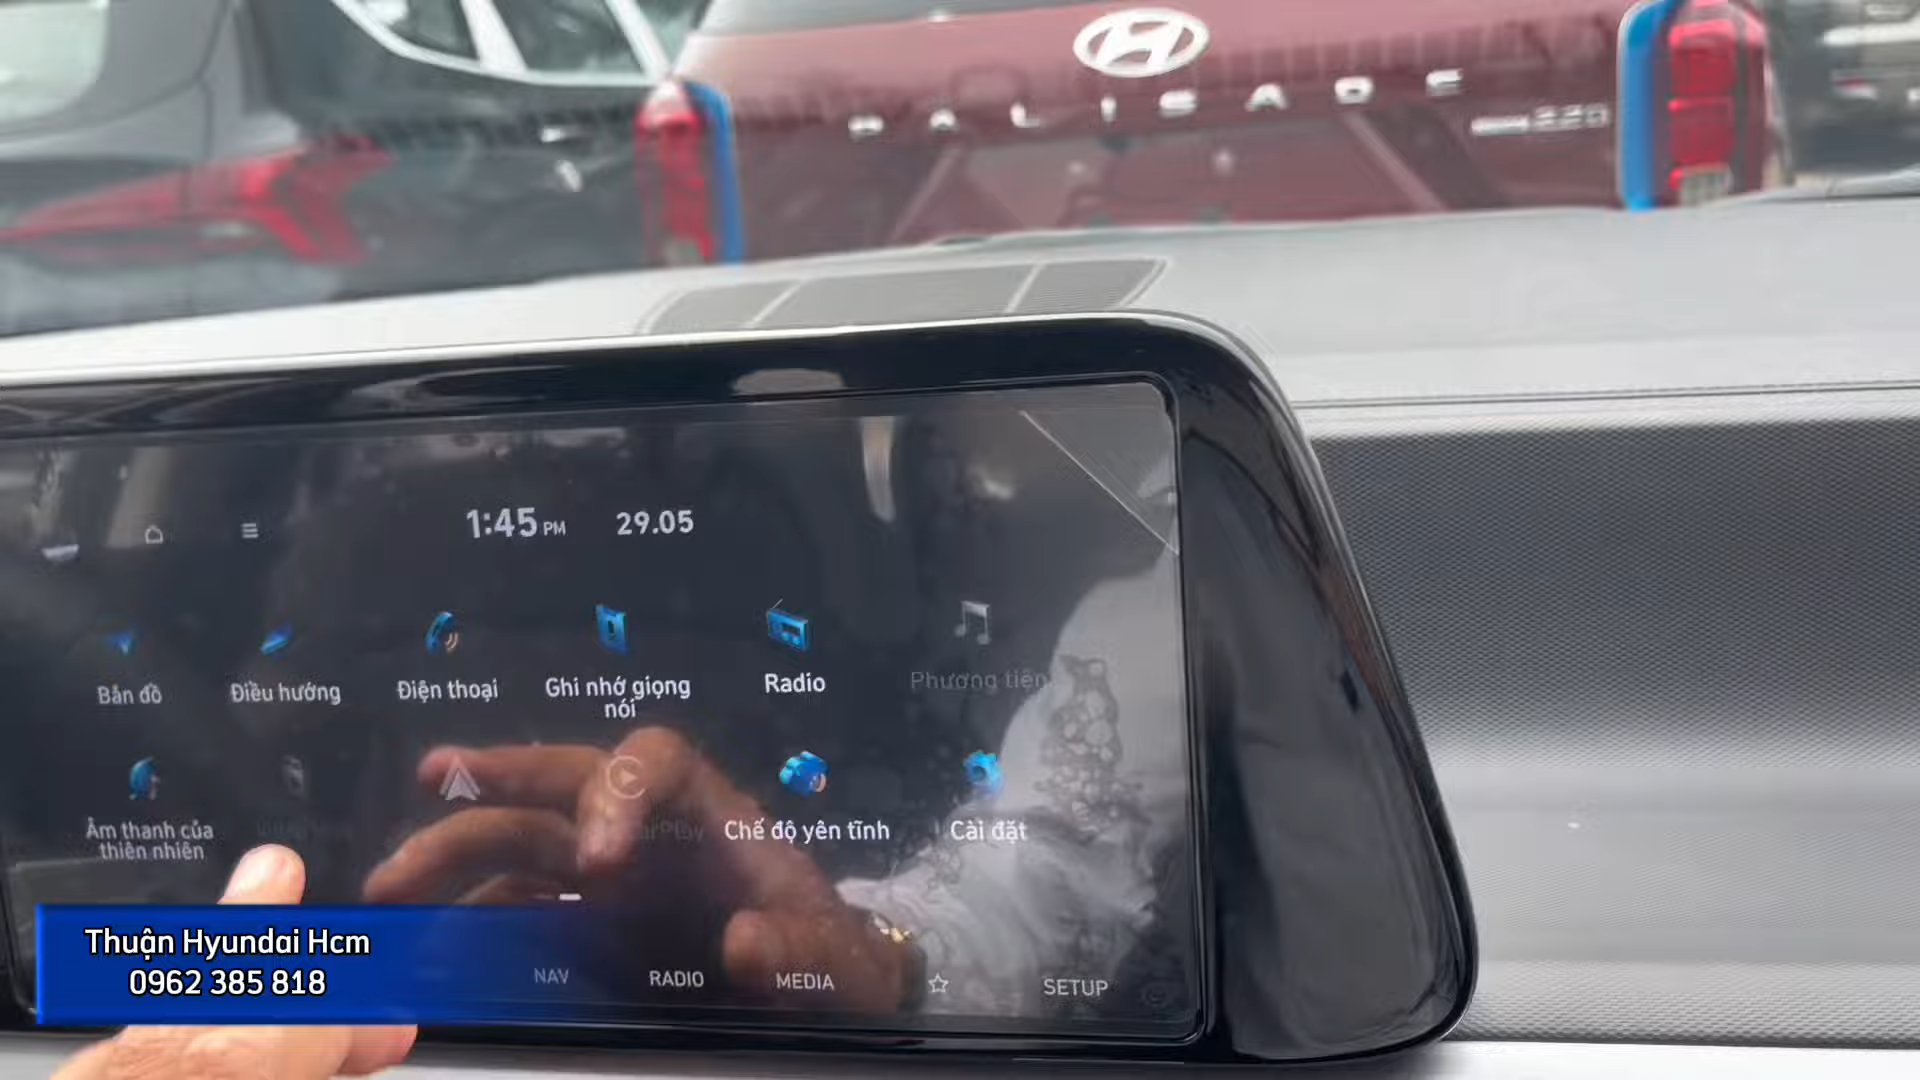 PALISADE
1:45 PM
29.05
Bản đồ
Điều hướng
Điện thoại
Ghi nhớ giọng
nói
Radio
Phương tiện
Âm thanh của
thiên nhiên
CarPlay
Chế độ yên tĩnh
Cài đặt
NAV
RADIO
MEDIA
SETUP
Thuận Hyundai Hcm
0962 385 818